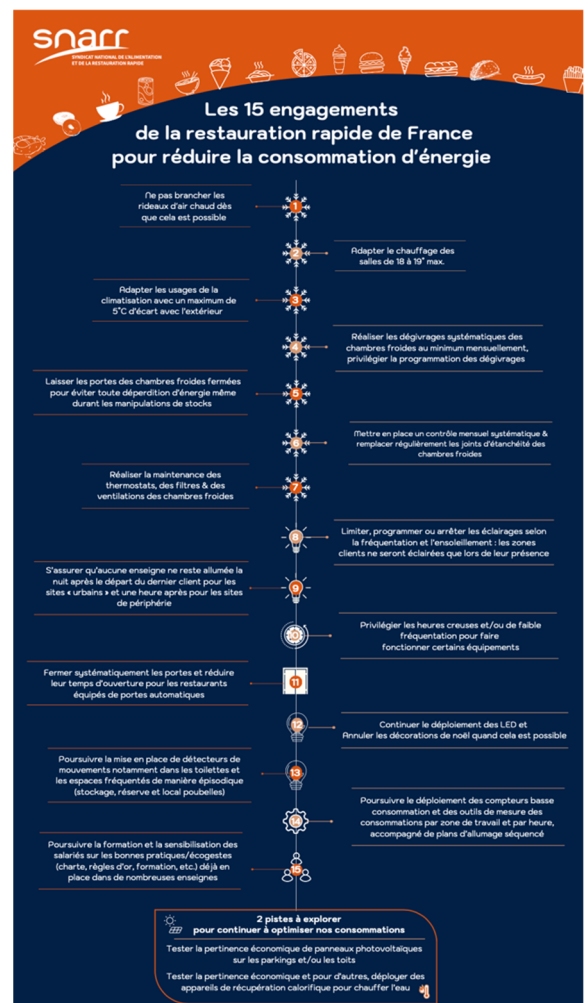 snarr
SYNDICAT NATIONAL DE L'ALIMENTATION
ET DE LA RESTAURATION RAPIDE
Les 15 engagements
de la restauration rapide de France
pour réduire la consommation d'énergie
Ne pas brancher les
rideaux d'air chaud dès
que cela est possible
1
2
Adapter le chauffage des
salles de 18 à 19° max.
Adapter les usages de la
climatisation avec un maximum de
5°C d'écart avec l'extérieur
3
4
Réaliser les dégivrages systématiques des
chambres froides au minimum mensuellement,
privilégier la programmation des dégivrages
Laisser les portes des chambres froides fermées
pour éviter toute déperdition d'énergie même
durant les manipulations de stocks
5
6
Mettre en place un contrôle mensuel systématique &
remplacer régulièrement les joints d'étanchéité des
chambres froides
Réaliser la maintenance des
thermostats, des filtres & des
ventilations des chambres froides
7
8
Limiter, programmer ou arrêter les éclairages selon
la fréquentation et l'ensoleillement : les zones
clients ne seront éclairées que lors de leur présence
S'assurer qu'aucune enseigne ne reste allumée la
nuit après le départ du dernier client pour les
sites « urbains » et une heure après pour les sites
de périphérie
9
10
Privilégier les heures creuses et/ou de faible
fréquentation pour faire
fonctionner certains équipements
Fermer systématiquement les portes et réduire
leur temps d'ouverture pour les restaurants
équipés de portes automatiques
11
12
Continuer le déploiement des LED et
Annuler les décorations de noël quand cela est possible
Poursuivre la mise en place de détecteurs de
mouvements notamment dans les toilettes et
les espaces fréquentés de manière épisodique
(stockage, réserve et local poubelles)
13
14
Poursuivre le déploiement des compteurs basse
consommation et des outils de mesure des
consommations par zone de travail et par heure,
accompagné de plans d'allumage séquencé
Poursuivre la formation et la sensibilisation des
salariés sur les bonnes pratiques/écogestes
(charte, règles d'or, formation, etc.) déjà en
place dans de nombreuses enseignes
15
2 pistes à explorer
pour continuer à optimiser nos consommations
Tester la pertinence économique de panneaux photovoltaïques
sur les parkings et/ou les toits
Tester la pertinence économique et pour d'autres, déployer des
appareils de récupération calorifique pour chauffer l'eau